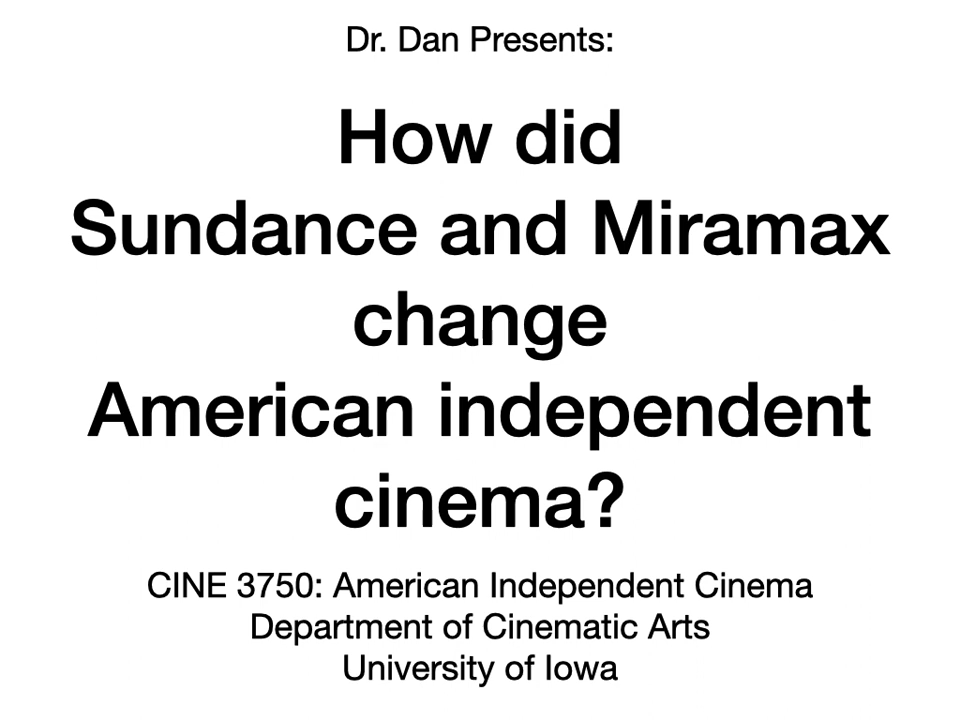 Dr. Dan Presents:
How did
Sundance and Miramax
change
American independent
cinema?
CINE 3750: American Independent Cinema
Department of Cinematic Arts
University of Iowa